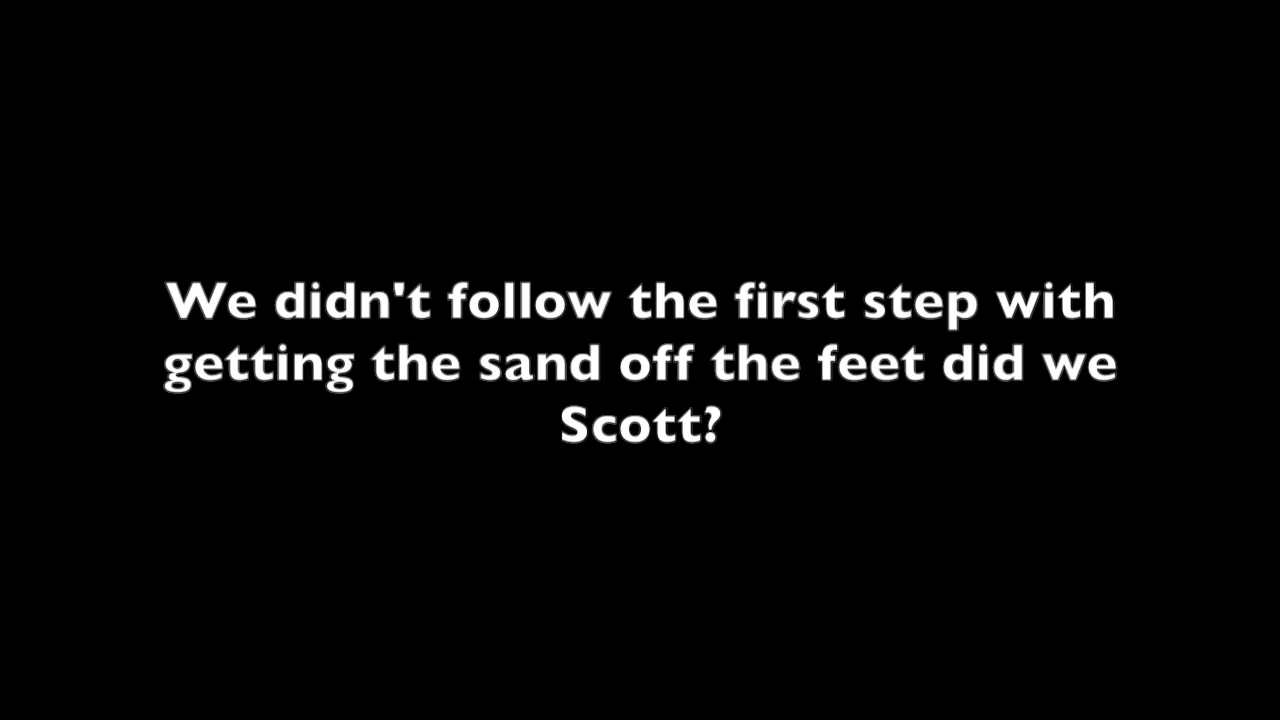 We didn't follow the first step with
getting the sand off the feet did we
Scott?